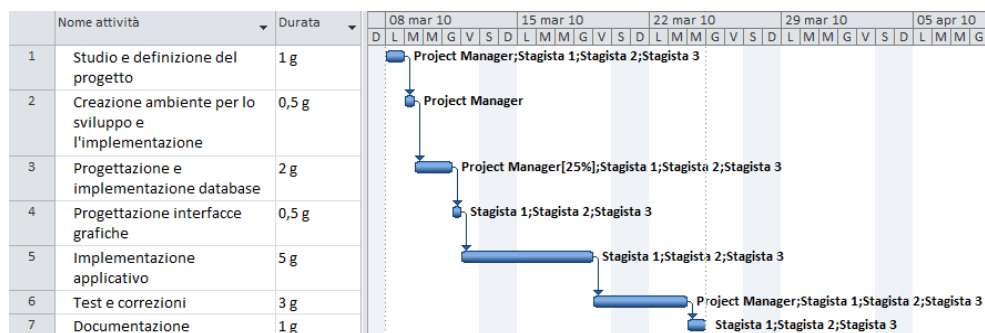 Nome attività Durata 08 mar 10 15 mar 10 22 mar 10 29 mar 10 05 apr 10
D L M M G V S D L M M G V S D L M M G V S D L M M G V S D L M M G
1 Studio e definizione del 1 g Project Manager;Stagista 1;Stagista 2;Stagista 3
progetto
2 Creazione ambiente per lo 0,5 g Project Manager
sviluppo e
l'implementazione
3 Progettazione e 2 g Project Manager[25%];Stagista 1;Stagista 2;Stagista 3
implementazione database
4 Progettazione interfacce 0,5 g Stagista 1;Stagista 2;Stagista 3
grafiche
5 Implementazione 5 g Stagista 1;Stagista 2;Stagista 3
applicativo
6 Test e correzioni 3 g Project Manager;Stagista 1;Stagista 2;Stagista 3
7 Documentazione 1 g Stagista 1;Stagista 2;Stagista 3